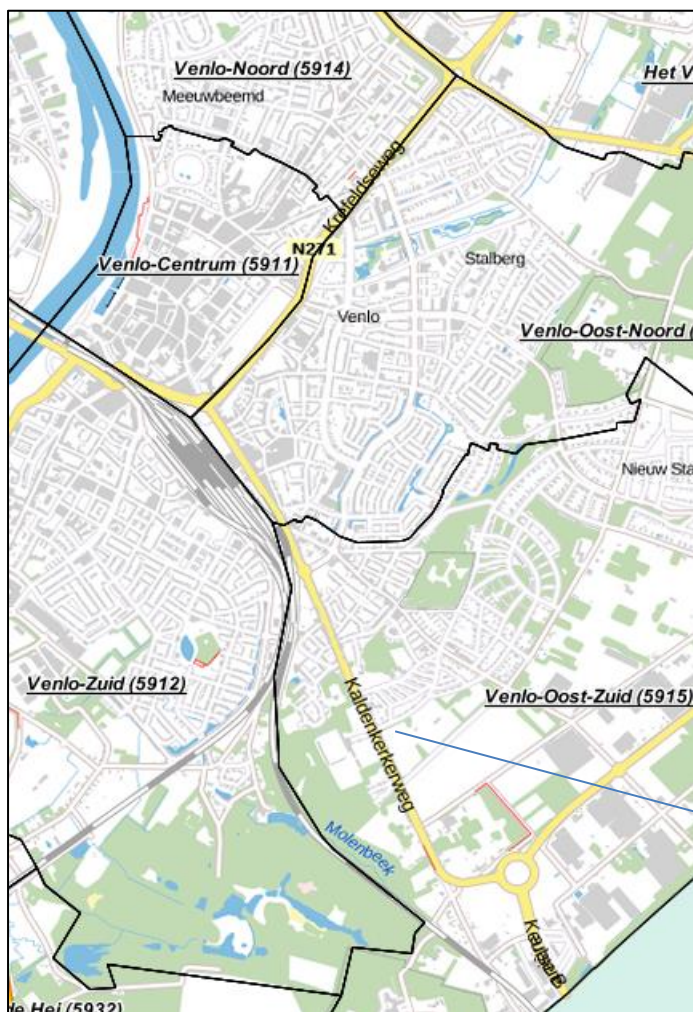 Venlo-Noord (5914)
Het V
Meeuwbeemd
Krefeldseweg
N271
Stalberg
Venlo-Centrum (5911)
Venlo
Venlo-Oost-Noord (
Nieuw Sta
Venlo-Zuid (5912)
Venlo-Oost-Zuid (5915)
Kaldenkerkerweg
Molenbeek
de Hei (5932)